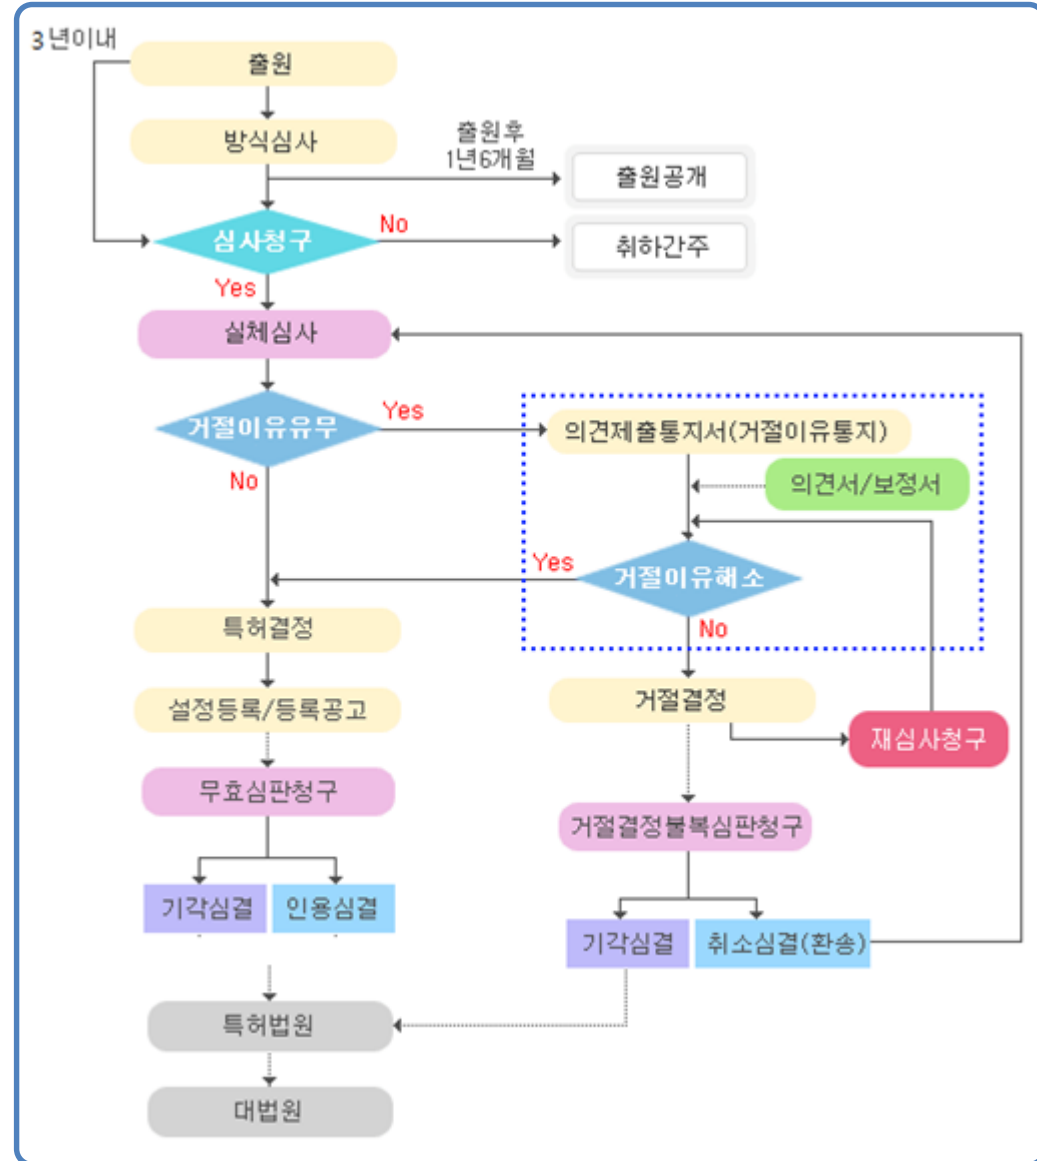 3년이내
출원
방식심사
출원후
1년6개월
출원공개
심사청구
No
취하간주
Yes
실체심사
거절이유유무
Yes
의견제출통지서(거절이유통지)
No
의견서/보정서
Yes
거절이유해소
특허결정
No
설정등록/등록공고
거절결정
재심사청구
무효심판청구
거절결정불복심판청구
기각심결
인용심결
기각심결
취소심결(환송)
특허법원
대법원